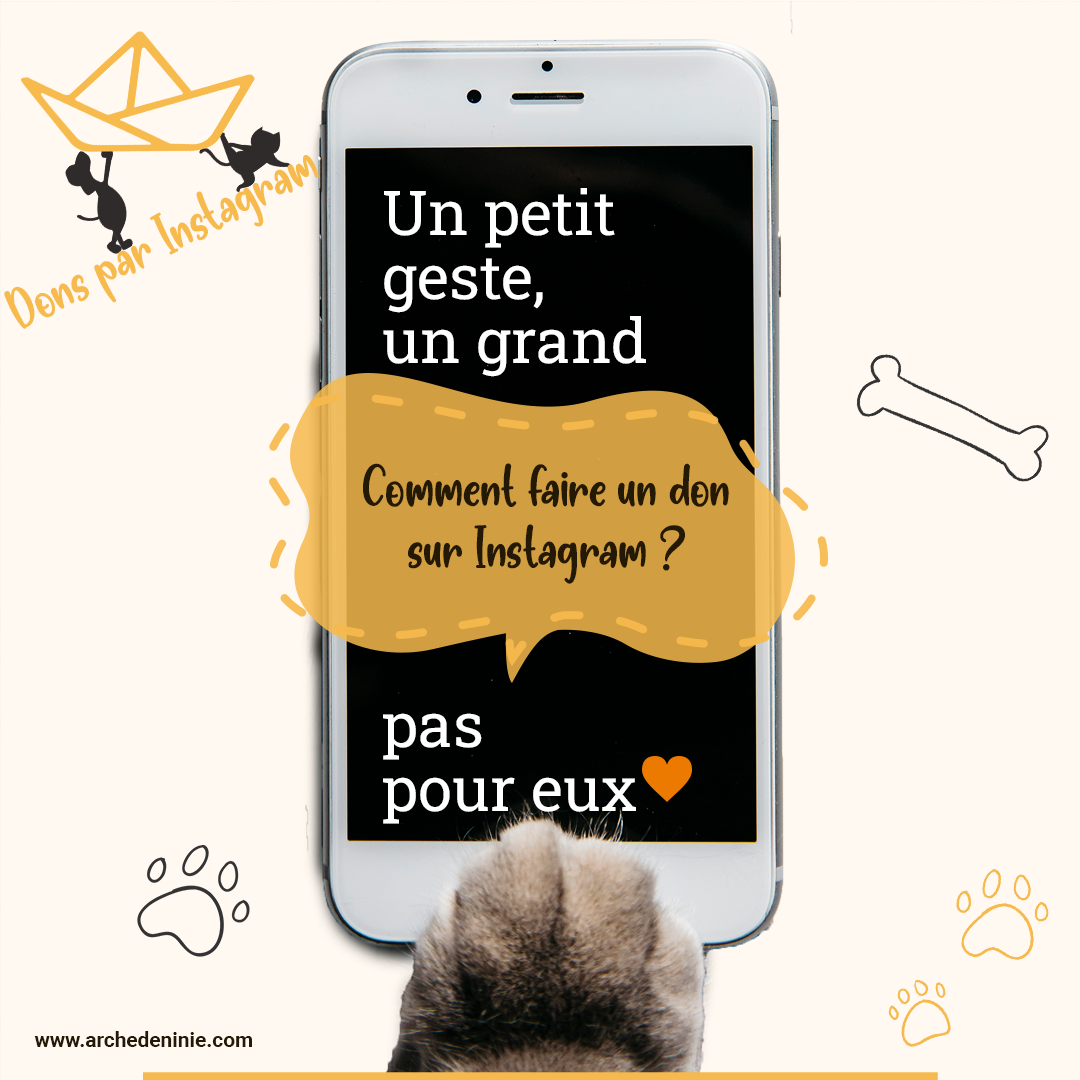 Dons par Instagram
Un petit
geste,
un grand
Comment faire un don
sur Instagram ?
pas
pour eux
www.archedeninie.com